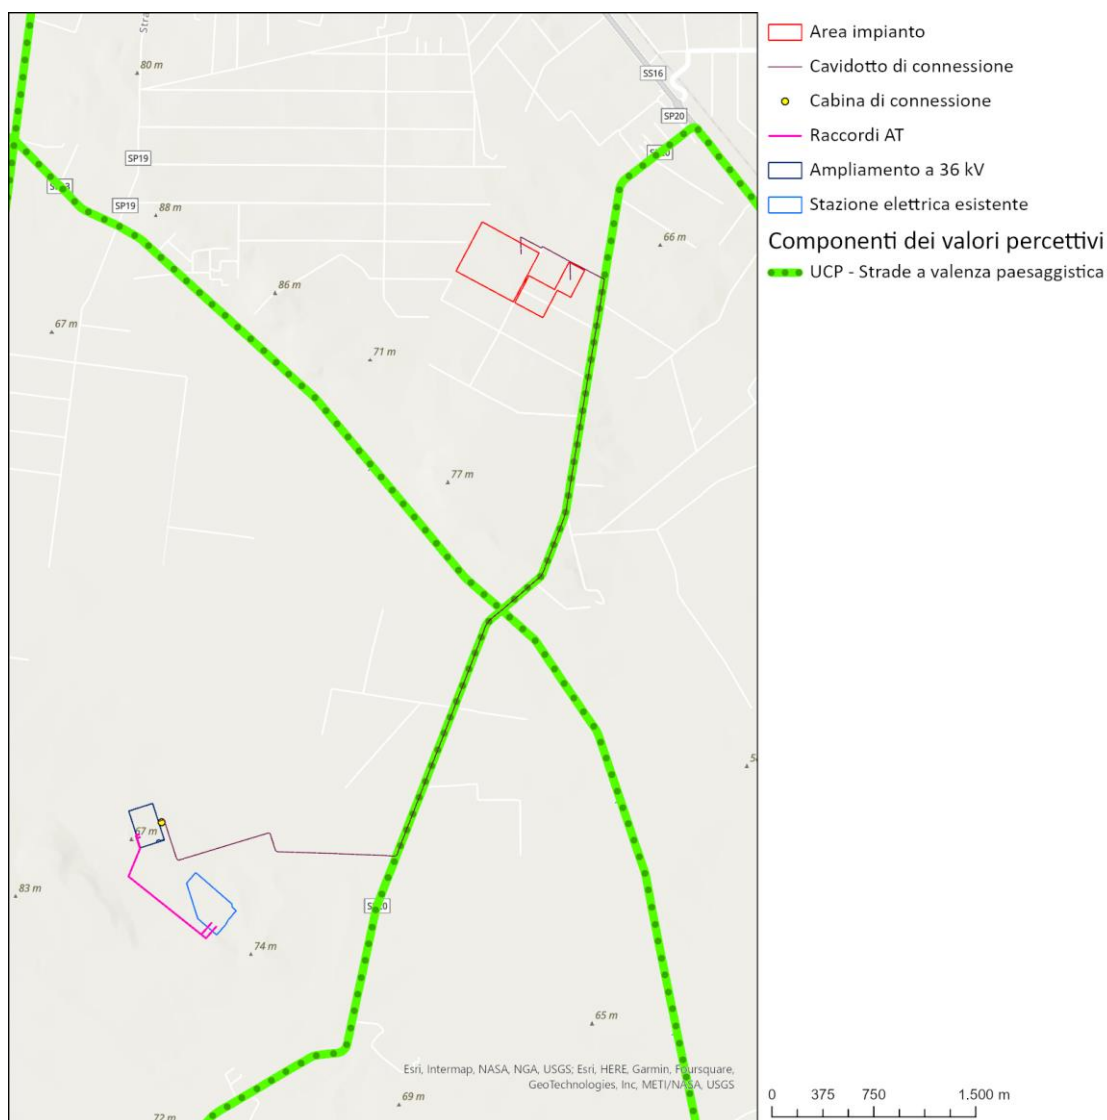 Stra
80 m
SS16
SP20
SP19
SP19
88 m
66 m
86 m
67 m
71 m
77 m
67 m
83 m
74 m
65 m
Esri, Intermap, NASA, NGA, USGS; Esri, HERE, Garmin, Foursquare,
GeoTechnologies, Inc, METI/NASA, USGS
69 m
72 m
Area impianto
Cavidotto di connessione
Cabina di connessione
Raccordi AT
Ampliamento a 36 kV
Stazione elettrica esistente
Componenti dei valori percettivi
UCP - Strade a valenza paesaggistica
0 375 750 1.500 m